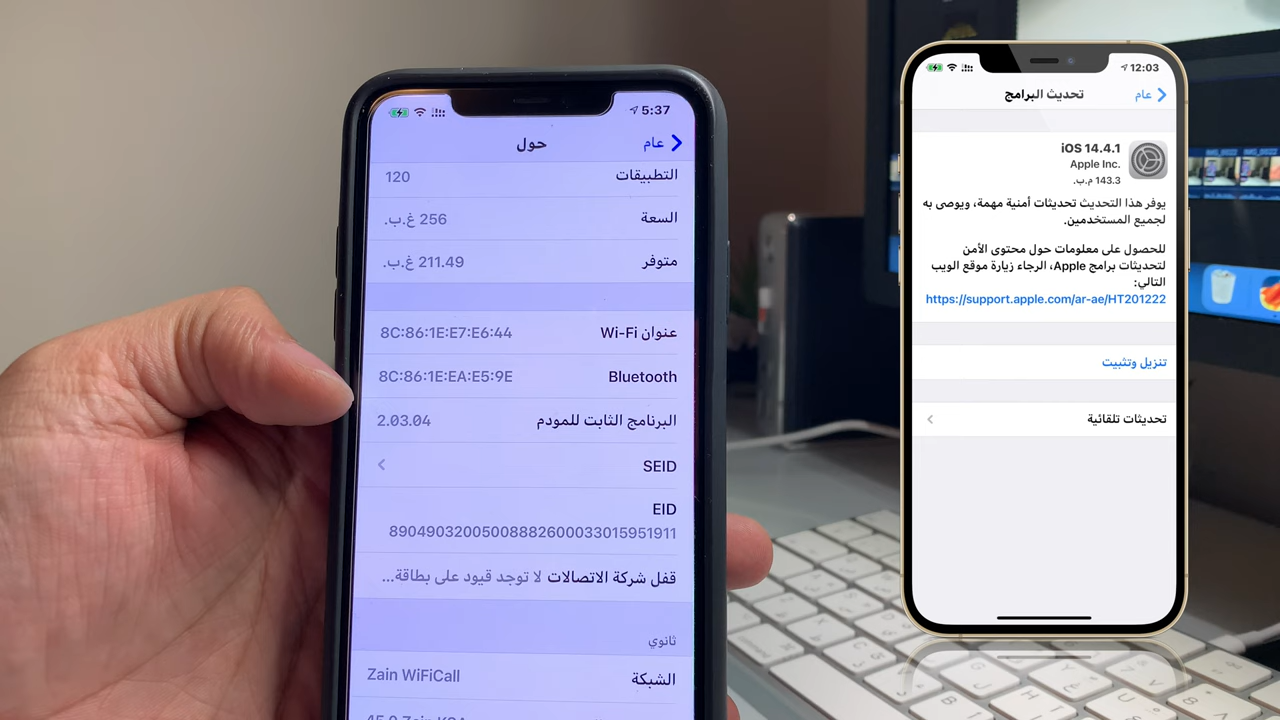 5:37
عام
حول
التطبيقات 120
السعة 256 غ.ب.
متوفر 211.49 غ.ب.
عنوان Wi-Fi 8C:86:1E:E7:E6:44
Bluetooth 8C:86:1E:EA:E5:9E
البرنامج الثابت للمودم 2.03.04
SEID
EID
89049032005008882600033015951911
قفل شركة الاتصالات لا توجد قيود على بطاقة...
ثانوي
الشبكة Zain WiFiCall
12:03
عام
تحديث البرامج
iOS 14.4.1
Apple Inc.
143.3 م.ب.
يوفر هذا التحديث تحديثات أمنية مهمة، ويوصى به
لجميع المستخدمين.
للحصول على معلومات حول محتوى الأمن
لتحديثات برامج Apple، الرجاء زيارة موقع الويب
التالي:
https://support.apple.com/ar-ae/HT201222
تنزيل وتثبيت
تحديثات تلقائية